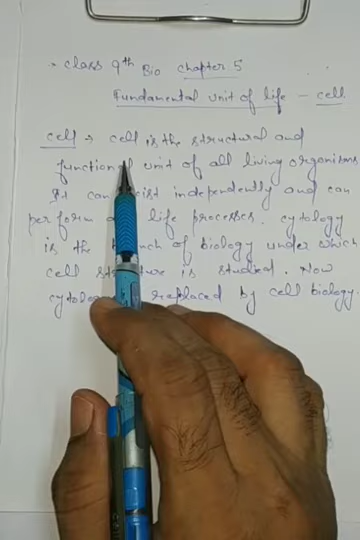 class 9th Bio chapter 5
Fundamental unit of life - cell
cell → cell is the structural and
unit of all living organisms
It can independently and can
perform life processes. cytology
is the of biology under which
cell is studied. Now
replaced by cell biology.